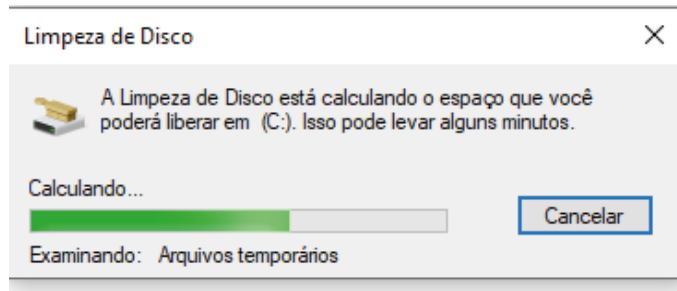 Limpeza de Disco
A Limpeza de Disco está calculando o espaço que você
poderá liberar em  (C:). Isso pode levar alguns minutos.
Calculando...
Cancelar
Examinando:   Arquivos temporários